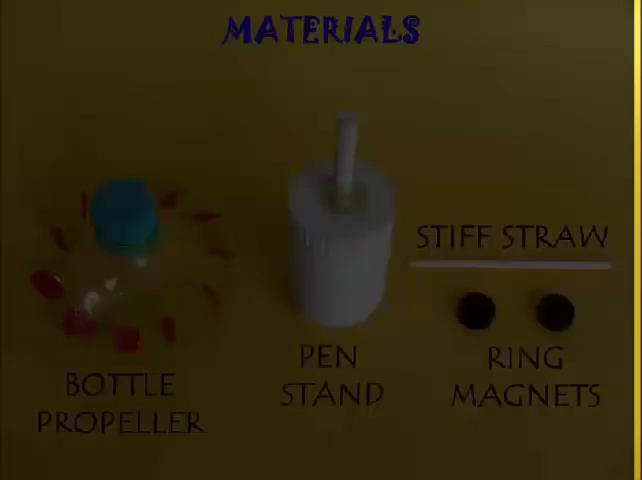 MATERIALS
STIFF STRAW
BOTTLE
PROPELLER
PEN
STAND
RING
MAGNETS